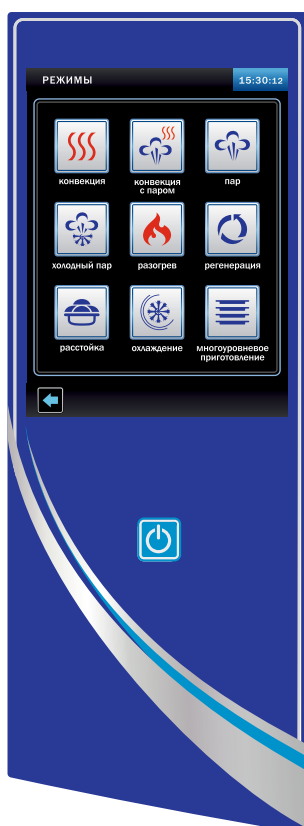 РЕЖИМЫ 15:30:12
конвекция
конвекция
с паром
пар
холодный пар
разогрев
регенерация
расстойка
охлаждение
многоуровневое
приготовление